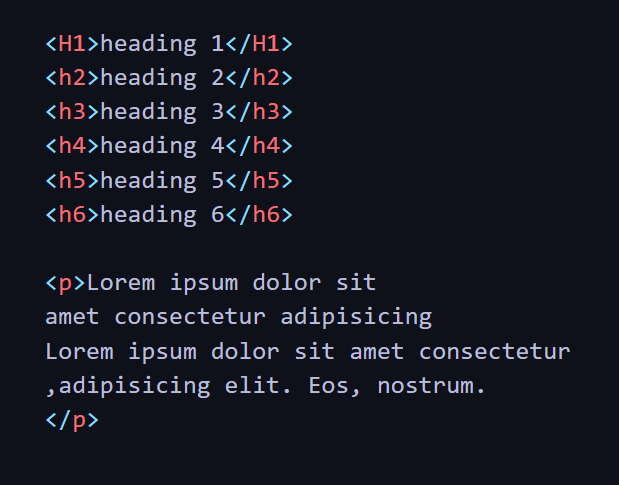 <H1>heading 1</H1>
<h2>heading 2</h2>
<h3>heading 3</h3>
<h4>heading 4</h4>
<h5>heading 5</h5>
<h6>heading 6</h6>
<p>Lorem ipsum dolor sit
amet consectetur adipisicing
Lorem ipsum dolor sit amet consectetur
,adipisicing elit. Eos, nostrum.
</p>